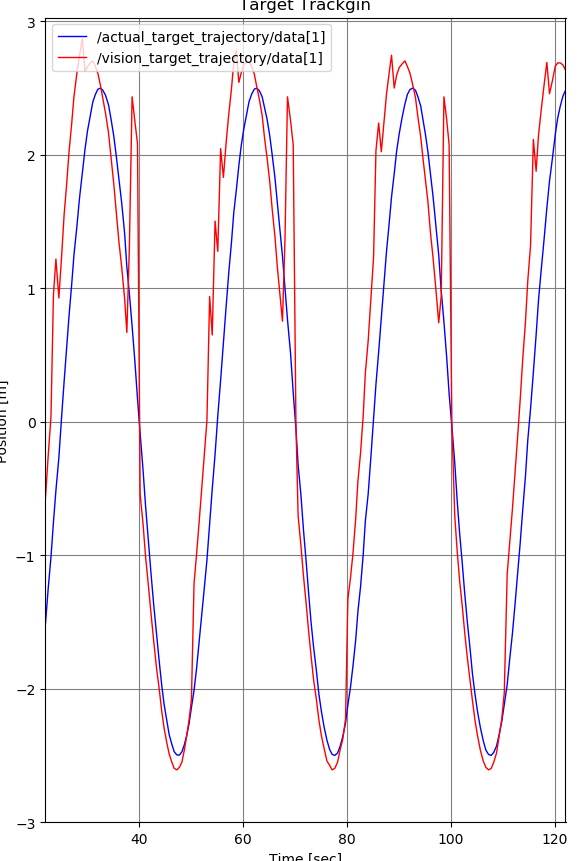 Target Trackgin
/actual_target_trajectory/data[1]
/vision_target_trajectory/data[1]
3
2
1
0
−1
−2
−3
Position [m]
40
60
80
100
120
Time [sec]